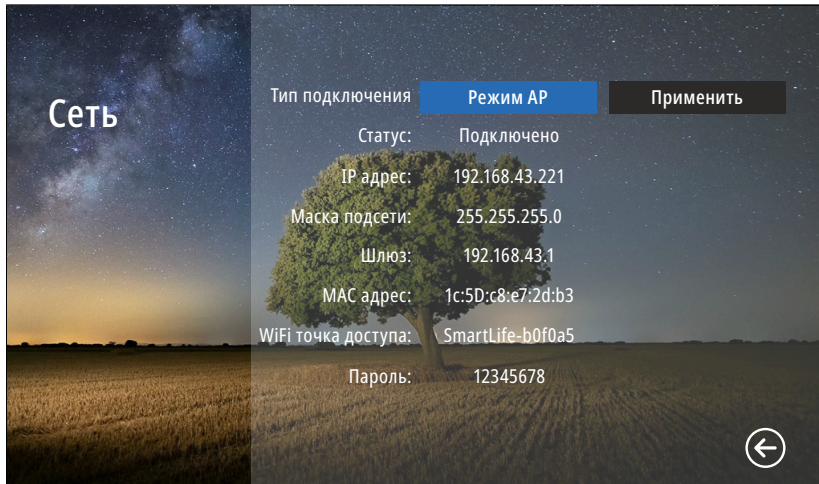 Сеть
Тип подключения Режим AP Применить
Статус: Подключено
IP адрес: 192.168.43.221
Маска подсети: 255.255.255.0
Шлюз: 192.168.43.1
MAC адрес: 1c:5D:c8:e7:2d:b3
WiFi точка доступа: SmartLife-b0f0a5
Пароль: 12345678